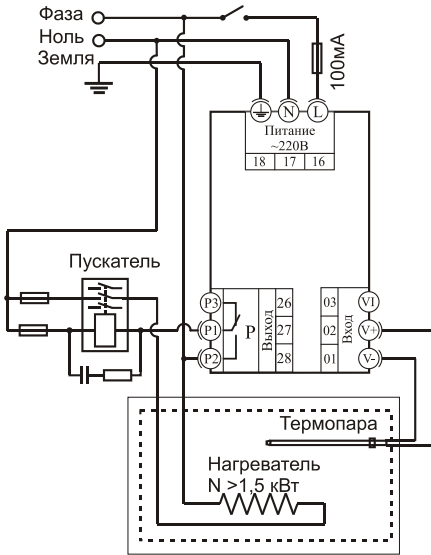 Фаза
Ноль
Земля
100мА
N
L
Питание
~220В
18 17 16
Пускатель
P3
P1
P2
P
Выход
26
27
28
03
02
01
Вход
VI
V+
V-
Термопара
Нагреватель
N >1,5 кВт